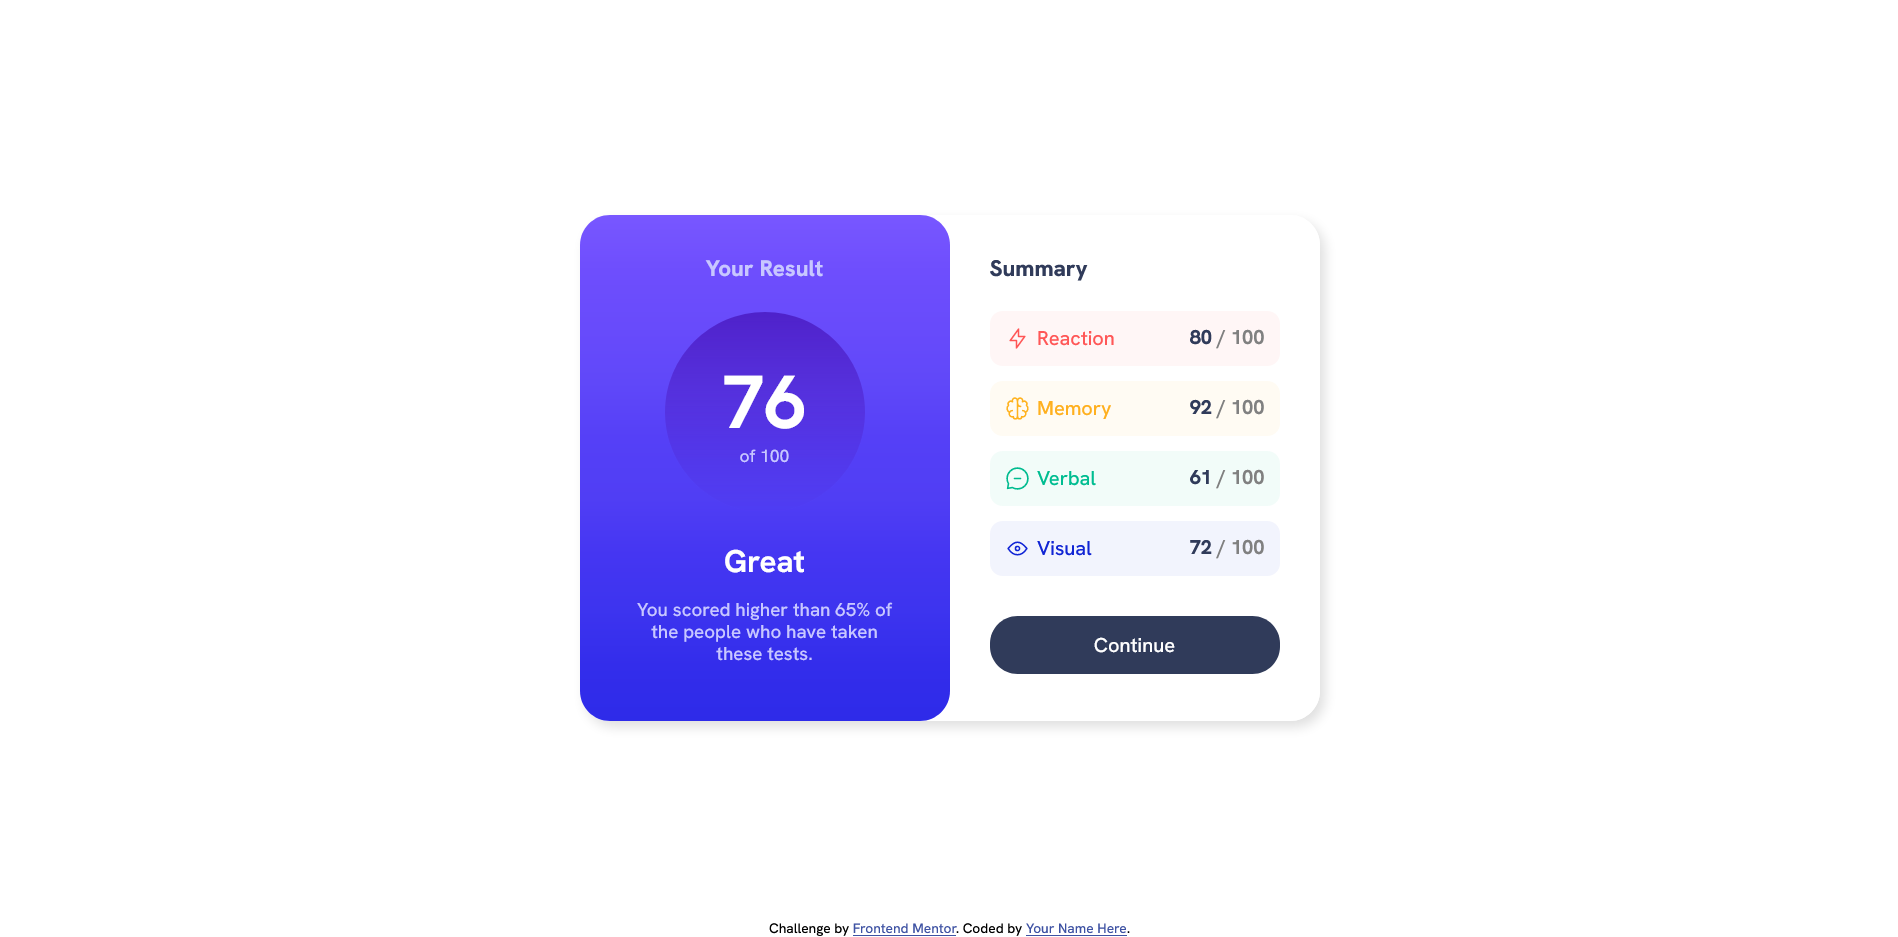 Your Result
76
of 100
Great
You scored higher than 65% of
the people who have taken
these tests.
Summary
Reaction 80 / 100
Memory 92 / 100
Verbal 61 / 100
Visual 72 / 100
Continue
Challenge by Frontend Mentor. Coded by Your Name Here.